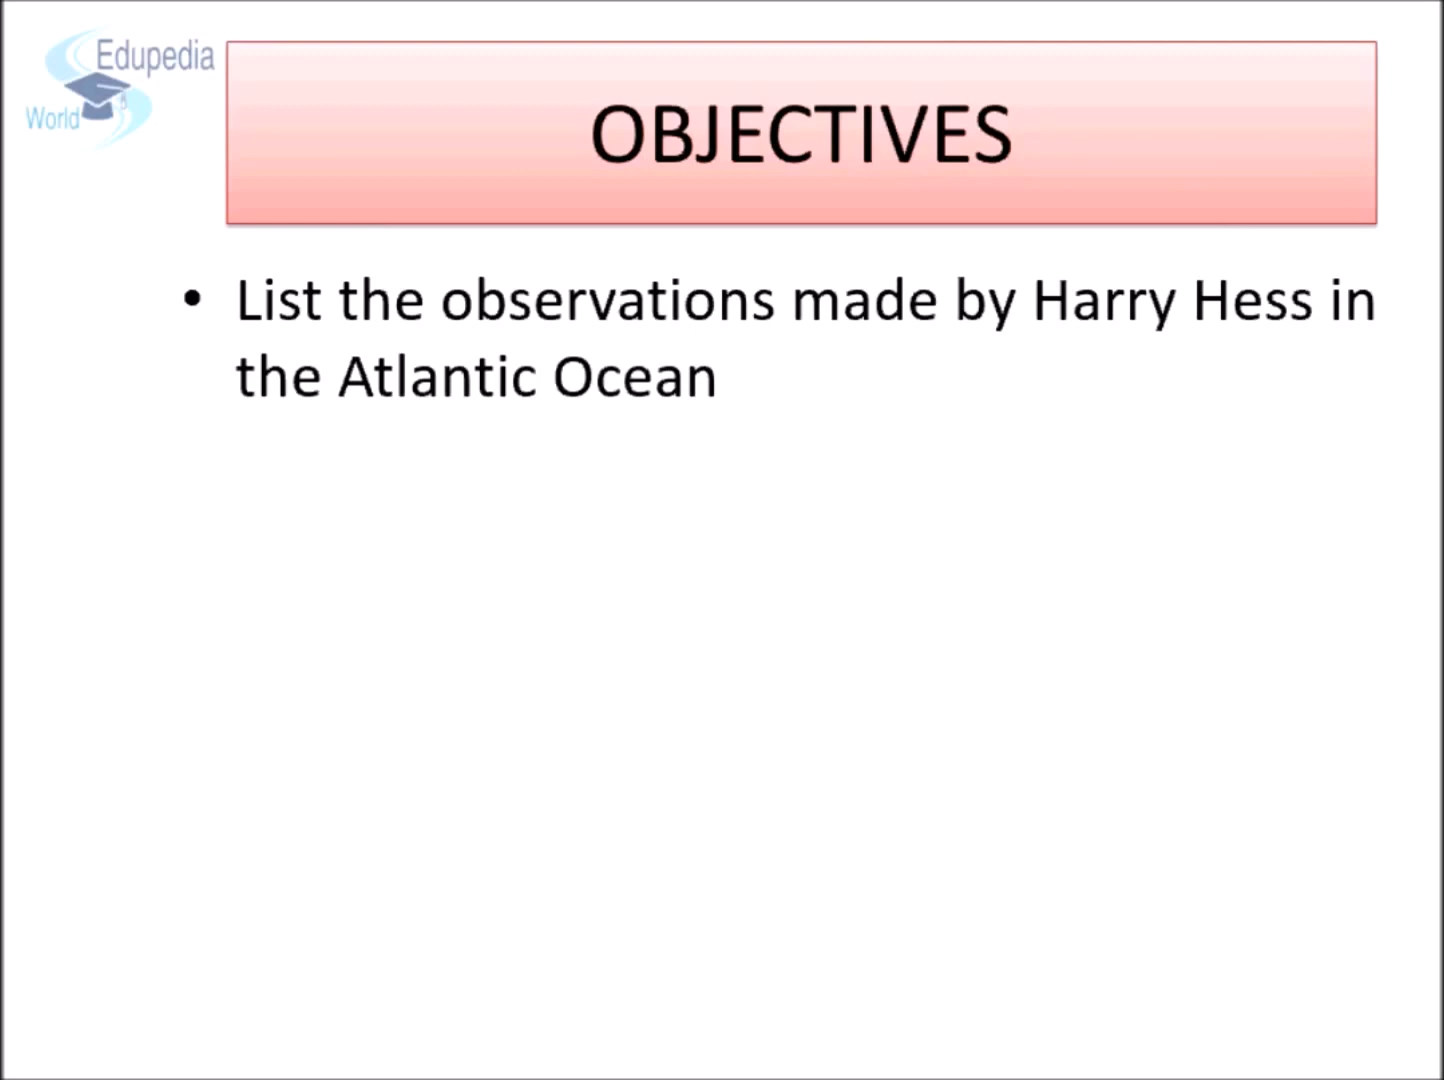 Edupedia
World
OBJECTIVES
• List the observations made by Harry Hess in
the Atlantic Ocean